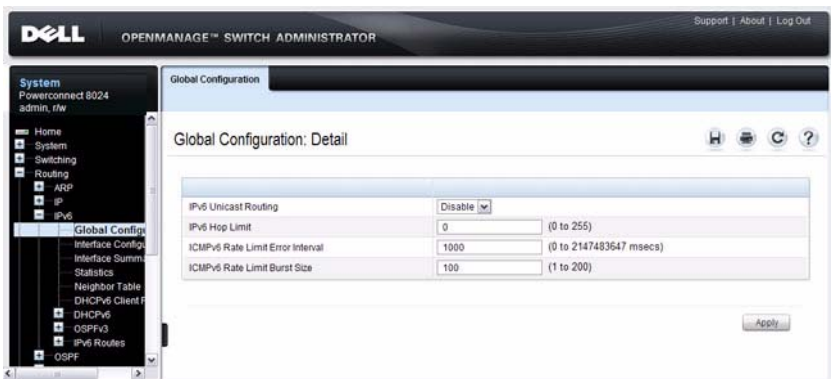 Support | About | Log Out
DELL OPENMANAGE™ SWITCH ADMINISTRATOR
System
Powerconnect 8024
admin, r/w
Home
System
Switching
Routing
ARP
IP
IPv6
Global Configu
Interface Configu
Interface Summa
Statistics
Neighbor Table
DHCPv6 Client
DHCPv6
OSPFv3
IPv6 Routes
OSPF
Global Configuration
Global Configuration: Detail
IPv6 Unicast Routing Disable
IPv6 Hop Limit 0 (0 to 255)
ICMPv6 Rate Limit Error Interval 1000 (0 to 2147483647 msecs)
ICMPv6 Rate Limit Burst Size 100 (1 to 200)
Apply